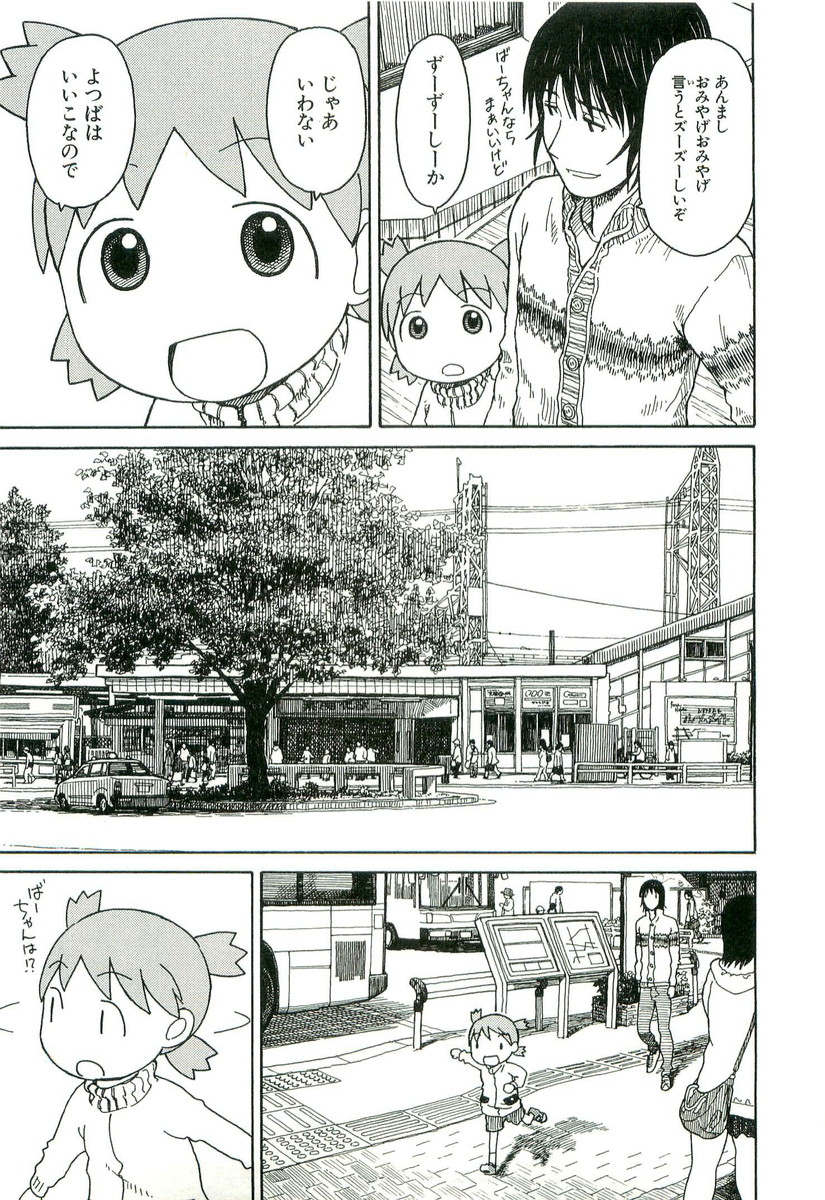 あんまし
おみやげおみやげ
言うとズーズーしいぞ
ばーちゃんなら
まぁいいけど
ずーずーしーか
じゃあ
いわない
よつばは
いいこなので
ばー
ちゃんは!?